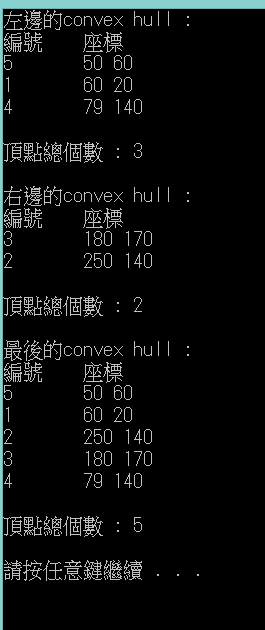 左邊的convex hull :
編號 座標
5 50 60
1 60 20
4 79 140
頂點總個數 : 3
右邊的convex hull :
編號 座標
3 180 170
2 250 140
頂點總個數 : 2
最後的convex hull :
編號 座標
5 50 60
1 60 20
2 250 140
3 180 170
4 79 140
頂點總個數 : 5
請按任意鍵繼續 . . .